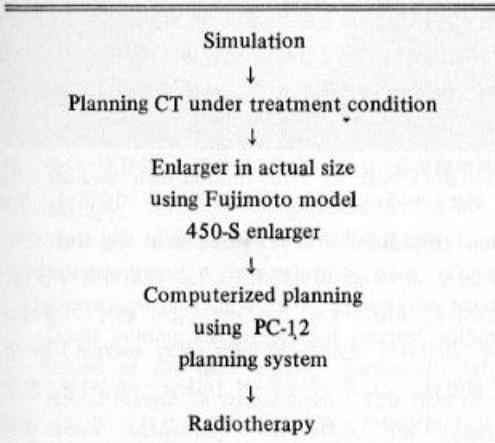 Simulation
↓
Planning CT under treatment condition
↓
Enlarger in actual size
using Fujimoto model
450-S enlarger
↓
Computerized planning
using PC-12
planning system
↓
Radiotherapy